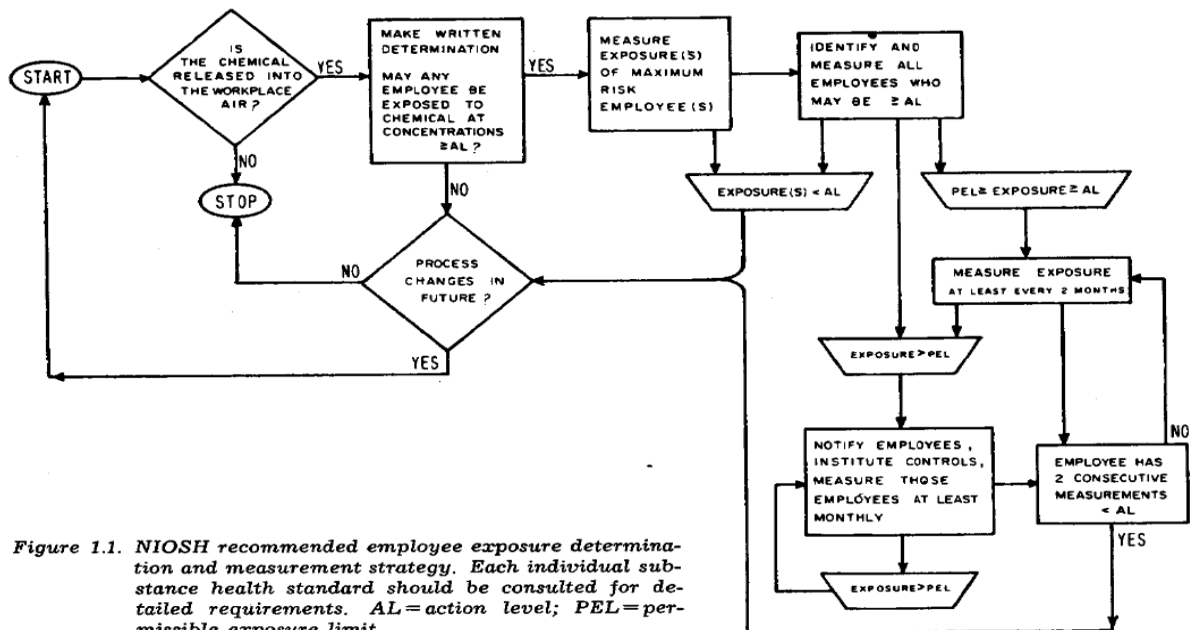 START
IS
THE CHEMICAL
RELEASED INTO
THE WORKPLACE
AIR?
YES
NO
STOP
MAKE WRITTEN
DETERMINATION
MAY ANY
EMPLOYEE BE
EXPOSED TO
CHEMICAL AT
CONCENTRATIONS
≥AL?
YES
NO
MEASURE
EXPOSURE(S)
OF MAXIMUM
RISK
EMPLOYEE(S)
IDENTIFY AND
MEASURE ALL
EMPLOYEES WHO
MAY BE ≥AL
EXPOSURE(S) < AL
PEL≥ EXPOSURE ≥ AL
PROCESS
CHANGES IN
FUTURE?
NO
YES
MEASURE EXPOSURE
AT LEAST EVERY 2 MONTHS
EXPOSURE>PEL
NOTIFY EMPLOYEES,
INSTITUTE CONTROLS,
MEASURE THOSE
EMPLOYEES AT LEAST
MONTHLY
EMPLOYEE HAS
2 CONSECUTIVE
MEASUREMENTS
< AL
NO
YES
EXPOSURE>PEL
Figure 1.1. NIOSH recommended employee exposure determina-
tion and measurement strategy. Each individual sub-
stance health standard should be consulted for de-
tailed requirements. AL=action level; PEL=per-
missible exposure limit